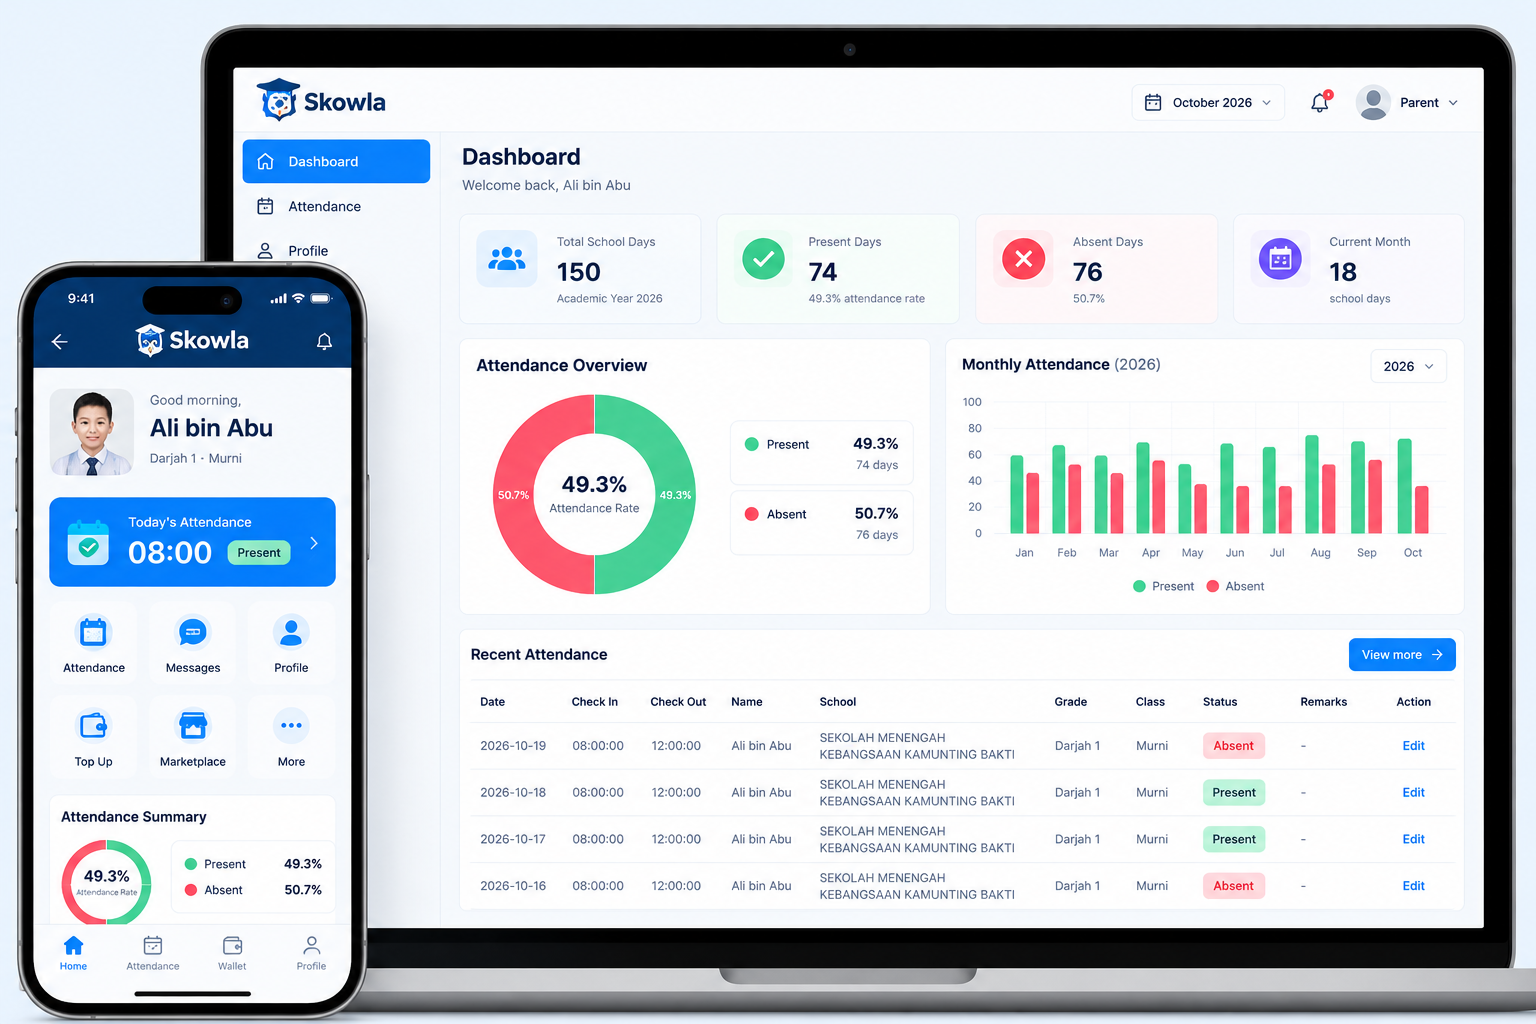 Skowla
October 2026
Parent
Dashboard
Attendance
Profile
Dashboard
Welcome back, Ali bin Abu
Total School Days
150
Academic Year 2026
Present Days
74
49.3% attendance rate
Absent Days
76
50.7%
Current Month
18
school days
Attendance Overview
50.7%
49.3%
Attendance Rate
49.3%
Present 49.3%
74 days
Absent 50.7%
76 days
Monthly Attendance (2026)
2026
100
80
60
40
20
0
Jan Feb Mar Apr May Jun Jul Aug Sep Oct
Present Absent
Recent Attendance
View more
Date Check In Check Out Name School Grade Class Status Remarks Action
2026-10-19 08:00:00 12:00:00 Ali bin Abu SEKOLAH MENENGAH
KEBANGSAAN KAMUNTING BAKTI Darjah 1 Murni Absent - Edit
2026-10-18 08:00:00 12:00:00 Ali bin Abu SEKOLAH MENENGAH
KEBANGSAAN KAMUNTING BAKTI Darjah 1 Murni Present - Edit
2026-10-17 08:00:00 12:00:00 Ali bin Abu SEKOLAH MENENGAH
KEBANGSAAN KAMUNTING BAKTI Darjah 1 Murni Present - Edit
2026-10-16 08:00:00 12:00:00 Ali bin Abu SEKOLAH MENENGAH
KEBANGSAAN KAMUNTING BAKTI Darjah 1 Murni Absent - Edit
9:41
Skowla
Good morning,
Ali bin Abu
Darjah 1 · Murni
Today's Attendance
08:00 Present
Attendance Messages Profile
Top Up Marketplace More
Attendance Summary
49.3%
Attendance Rate
Present 49.3%
Absent 50.7%
Home Attendance Wallet Profile